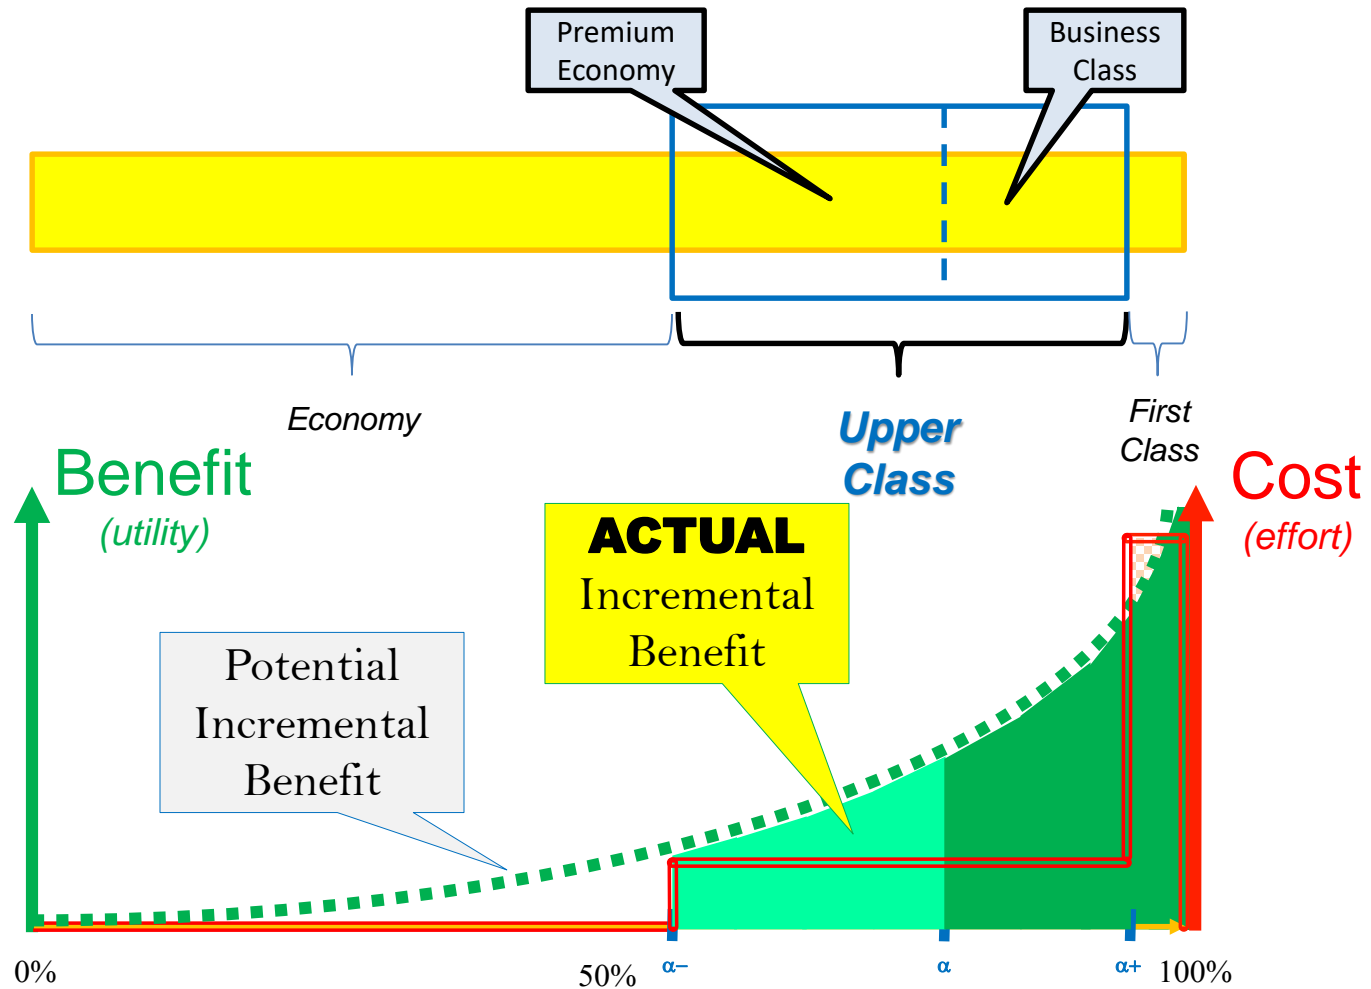 Premium
Economy
Business
Class
Economy
Upper
Class
First
Class
Benefit
(utility)
Cost
(effort)
ACTUAL
Incremental
Benefit
Potential
Incremental
Benefit
0%
50%
α−
α
α+
100%